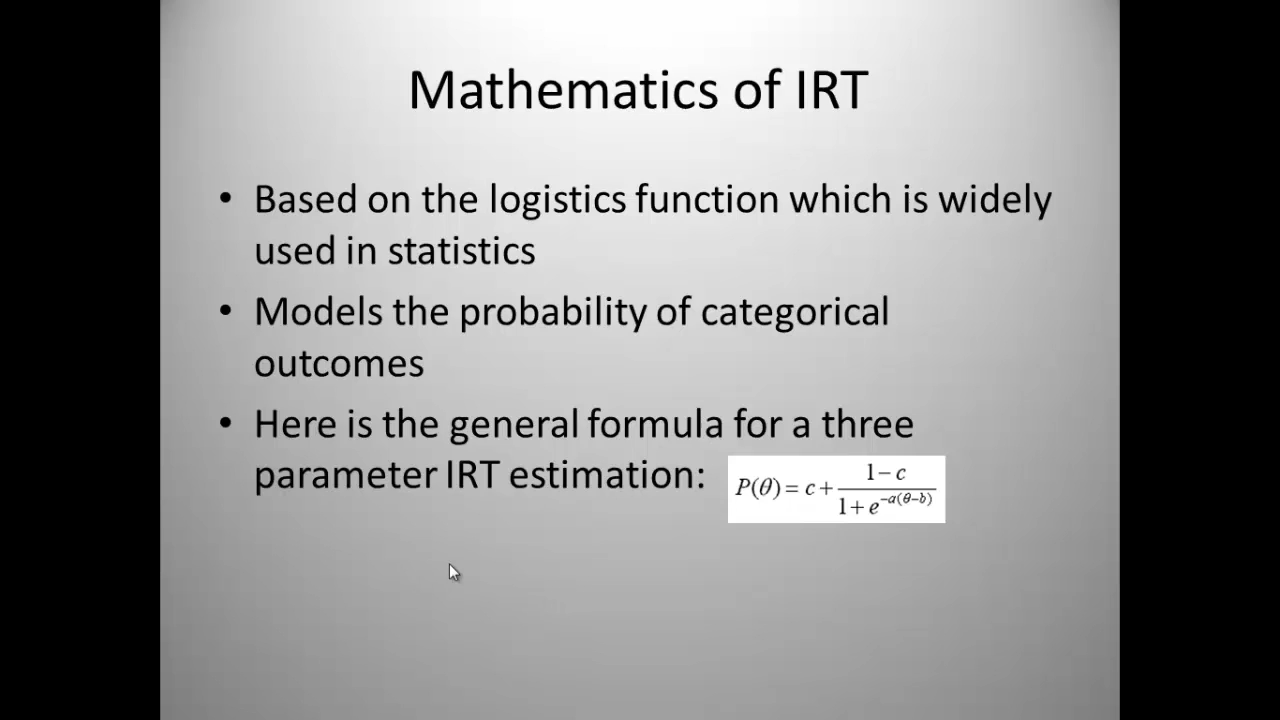 Mathematics of IRT
• Based on the logistics function which is widely
used in statistics
• Models the probability of categorical
outcomes
• Here is the general formula for a three
parameter IRT estimation: P(θ) = c + \frac{1-c}{1+e^{-a(θ-b)}}